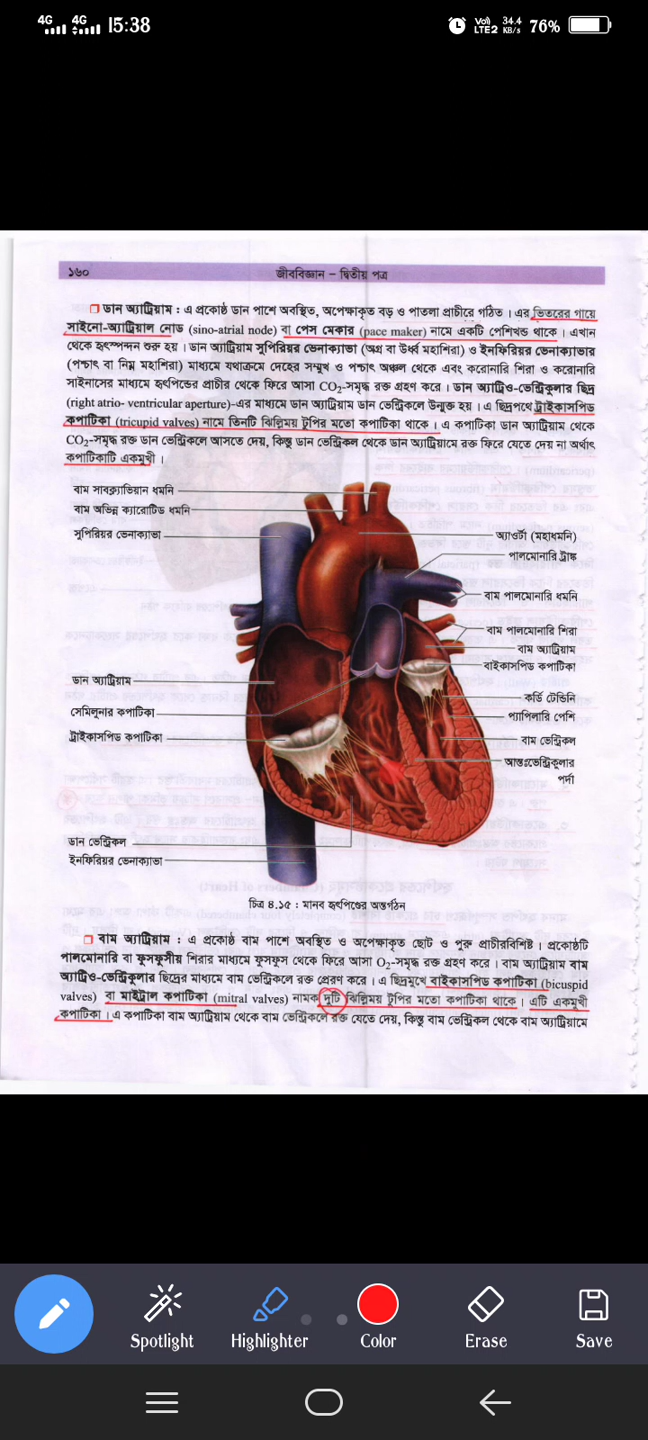 4G 4G 15:38 Vo)) LTE2 34.4 KB/s 76%
১৬০ জীববিজ্ঞান – দ্বিতীয় পত্র
❑ ডান অ্যাট্রিয়াম : এ প্রকোষ্ঠ ডান পাশে অবস্থিত, অপেক্ষাকৃত বড় ও পাতলা প্রাচীরে গঠিত । এর ভিতরের গায়ে
সাইনো-অ্যাট্রিয়াল নোড (sino-atrial node) বা পেস মেকার (pace maker) নামে একটি পেশিখন্ড থাকে । এখান
থেকে হৃৎস্পন্দন শুরু হয় । ডান অ্যাট্রিয়াম সুপিরিয়র ভেনাক্যাভা (অগ্র বা উর্ধ্ব মহাশিরা) ও ইনফিরিয়র ভেনাক্যাভার
(পশ্চাৎ বা নিম্ন মহাশিরা) মাধ্যমে যথাক্রমে দেহের সম্মুখ ও পশ্চাৎ অঞ্চল থেকে এবং করোনারি শিরা ও করোনারি
সাইনাসের মাধ্যমে হৃৎপিন্ডের প্রাচীর থেকে ফিরে আসা CO2-সমৃদ্ধ রক্ত গ্রহণ করে । ডান অ্যাট্রিও-ভেন্ট্রিকুলার ছিদ্র
(right atrio- ventricular aperture)-এর মাধ্যমে ডান অ্যাট্রিয়াম ডান ভেন্ট্রিকলে উন্মুক্ত হয় । এ ছিদ্রপথে ট্রাইকাসপিড
কপাটিকা (tricupid valves) নামে তিনটি ঝিল্লিময় টুপির মতো কপাটিকা থাকে । এ কপাটিকা ডান অ্যাট্রিয়াম থেকে
CO2-সমৃদ্ধ রক্ত ডান ভেন্ট্রিকলে আসতে দেয়, কিন্তু ডান ভেন্ট্রিকল থেকে ডান অ্যাট্রিয়ামে রক্ত ফিরে যেতে দেয় না অর্থাৎ
কপাটিকাটি একমুখী ।
বাম সাবক্ল্যাভিয়ান ধমনি
বাম অভিন্ন ক্যারোটিড ধমনি
সুপিরিয়র ভেনাক্যাভা
অ্যাওর্টা (মহাধমনি)
পালমোনারি ট্রাঙ্ক
বাম পালমোনারি ধমনি
বাম পালমোনারি শিরা
বাম অ্যাট্রিয়াম
বাইকাসপিড কপাটিকা
ডান অ্যাট্রিয়াম
কর্ডি টেন্ডিনি
সেমিলুনার কপাটিকা
প্যাপিলারি পেশি
ট্রাইকাসপিড কপাটিকা
বাম ভেন্ট্রিকল
আন্তঃভেন্ট্রিকুলার
পর্দা
ডান ভেন্ট্রিকল
ইনফিরিয়র ভেনাক্যাভা
চিত্র ৪.১৫ : মানব হৃৎপিণ্ডের অন্তর্গঠন
❑ বাম অ্যাট্রিয়াম : এ প্রকোষ্ঠ বাম পাশে অবস্থিত ও অপেক্ষাকৃত ছোট ও পুরু প্রাচীরবিশিষ্ট । প্রকোষ্ঠটি
পালমোনারি বা ফুসফুসীয় শিরার মাধ্যমে ফুসফুস থেকে ফিরে আসা O2-সমৃদ্ধ রক্ত গ্রহণ করে । বাম অ্যাট্রিয়াম বাম
অ্যাট্রিও-ভেন্ট্রিকুলার ছিদ্রের মাধ্যমে বাম ভেন্ট্রিকলে রক্ত প্রেরণ করে । এ ছিদ্রমুখে বাইকাসপিড কপাটিকা (bicuspid
valves) বা মাইট্রাল কপাটিকা (mitral valves) নামক দুটি ঝিল্লিময় টুপির মতো কপাটিকা থাকে । এটি একমুখী
কপাটিকা । এ কপাটিকা বাম অ্যাট্রিয়াম থেকে বাম ভেন্ট্রিকলে রক্ত যেতে দেয়, কিন্তু বাম ভেন্ট্রিকল থেকে বাম অ্যাট্রিয়ামে
Spotlight Highlighter Color Erase Save